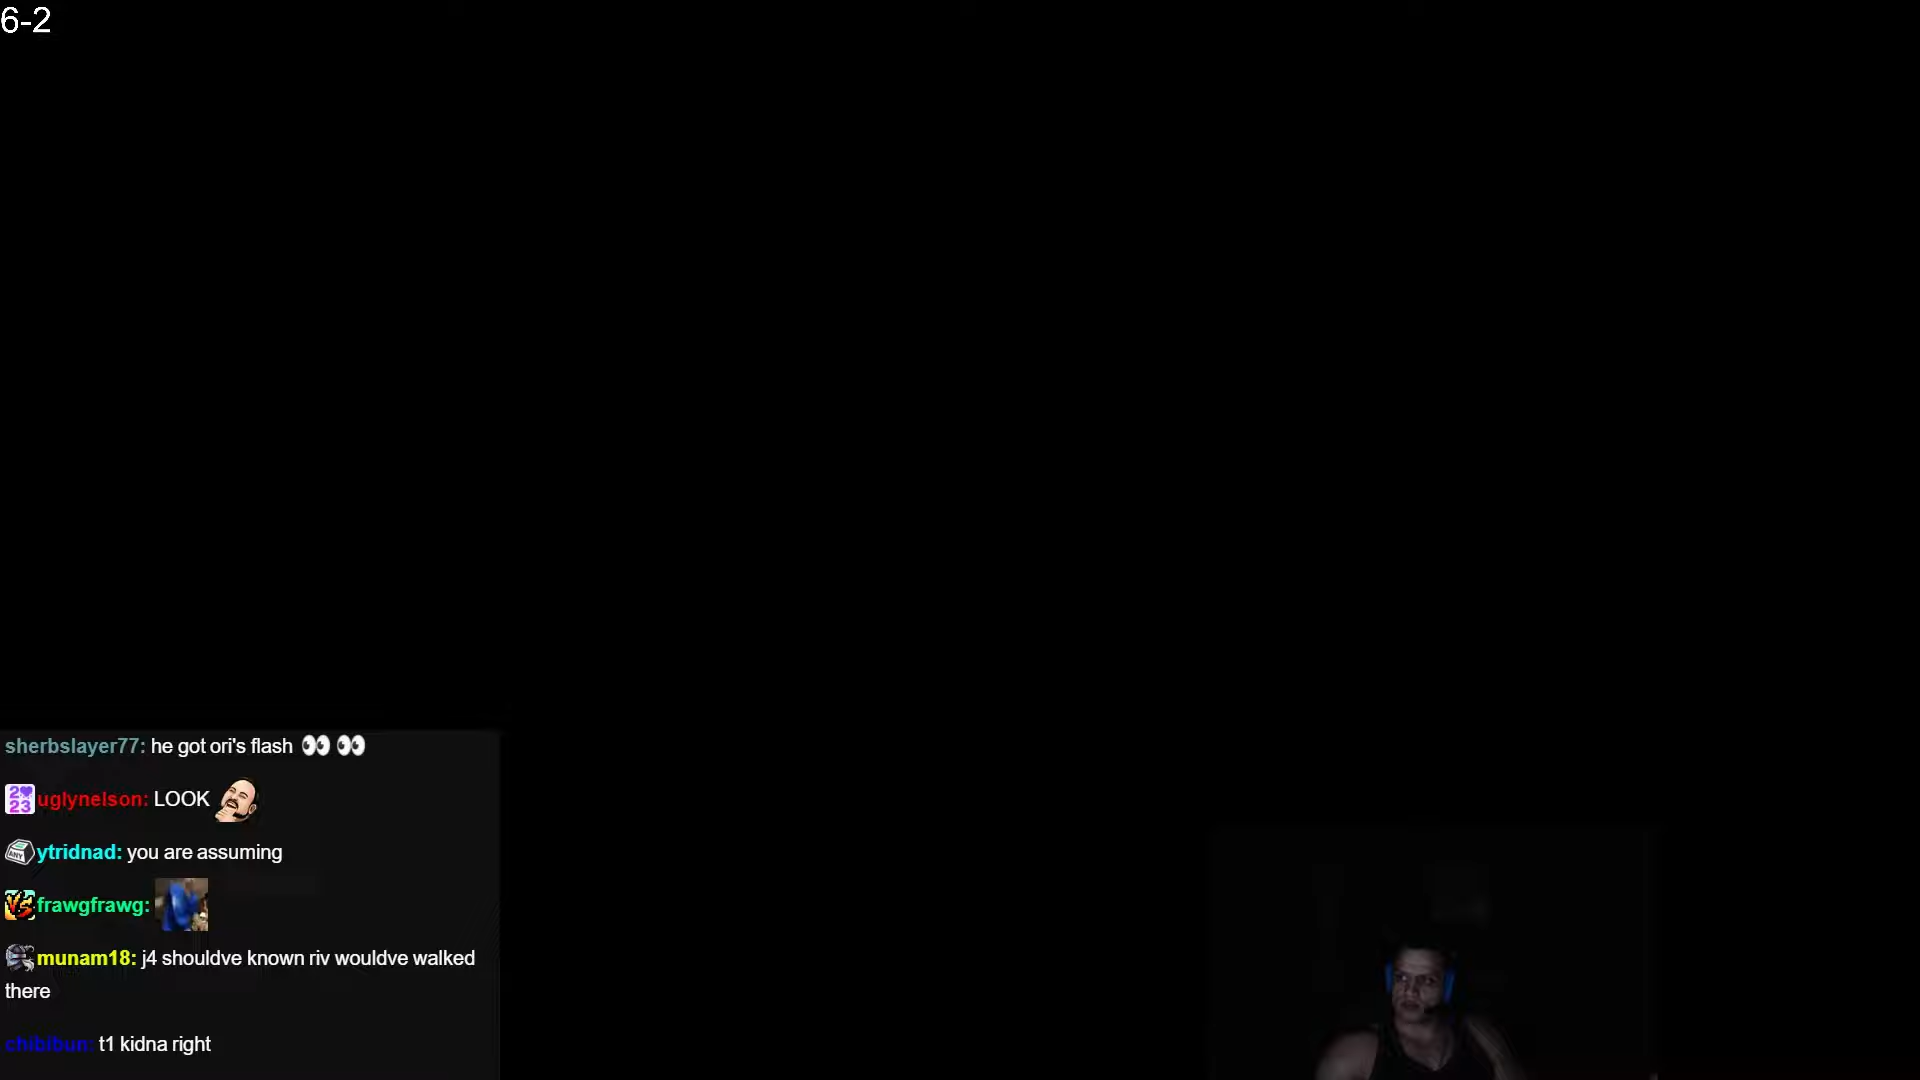 6-2
sherbslayer77: he got ori's flash 👀 👀
uglynelson: LOOK
ytridnad: you are assuming
frawgfrawg:
munam18: j4 shouldve known riv wouldve walked
there
chibibun: t1 kidna right